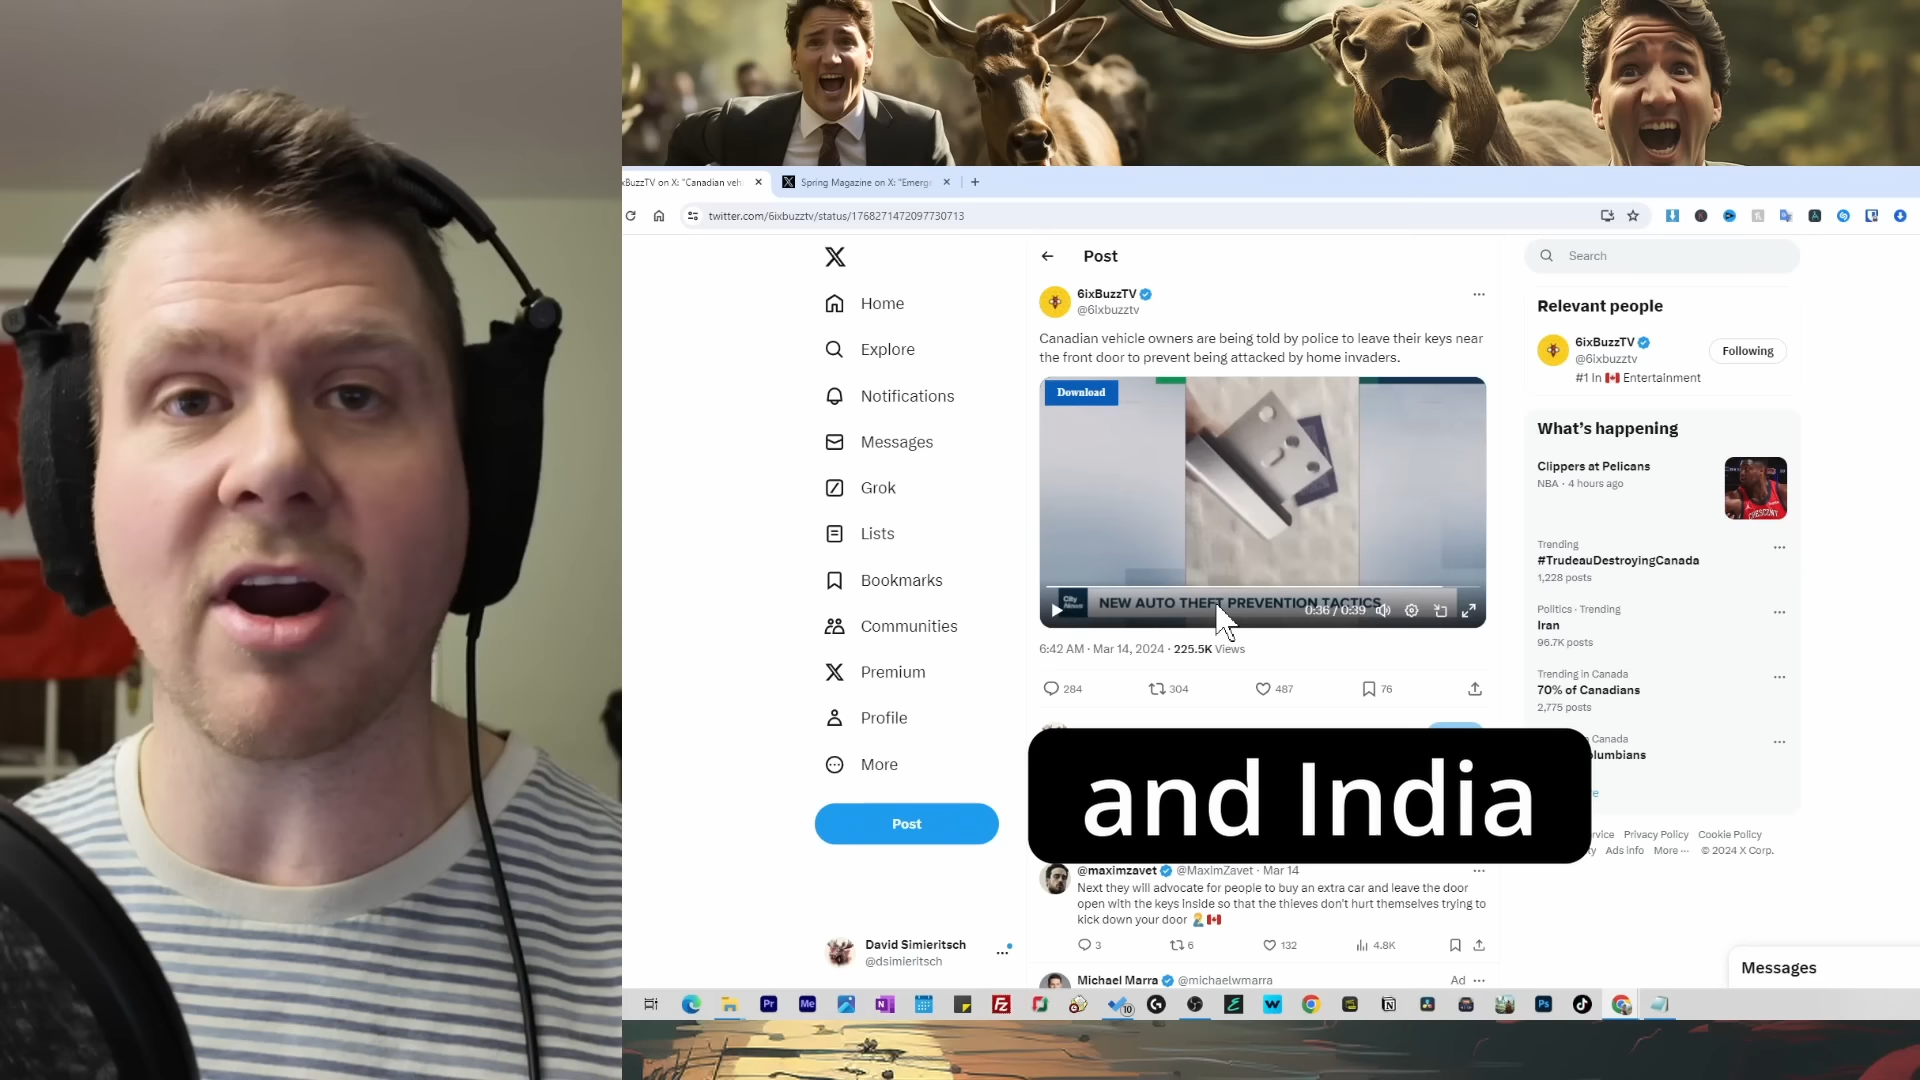 xBuzzTV on X: "Canadian veh
Spring Magazine on X: "Emerg
twitter.com/6ixbuzztv/status/1768271472097730713
Home
Explore
Notifications
Messages
Grok
Lists
Bookmarks
Communities
Premium
Profile
More
Post
David Simieritsch
@dsimieritsch
Post
6ixBuzzTV
@6ixbuzztv
Canadian vehicle owners are being told by police to leave their keys near
the front door to prevent being attacked by home invaders.
Download
City News
NEW AUTO THEFT PREVENTION TACTICS
0:36 / 0:39
6:42 AM · Mar 14, 2024 · 225.5K Views
284 304 487 76
and India
@maximzavet @MaximZavet · Mar 14
Next they will advocate for people to buy an extra car and leave the door
open with the keys inside so that the thieves don't hurt themselves trying to
kick down your door
3 6 132 4.8K
Michael Marra @michaelwmarra Ad
Search
Relevant people
6ixBuzzTV
@6ixbuzztv
Following
#1 In 🇨🇦 Entertainment
What's happening
Clippers at Pelicans
NBA · 4 hours ago
Trending
#TrudeauDestroyingCanada
1,228 posts
Politics · Trending
Iran
96.7K posts
Trending in Canada
70% of Canadians
2,775 posts
Canada
lumbians
rvice Privacy Policy Cookie Policy
ty Ads info More ··· © 2024 X Corp.
Messages
10